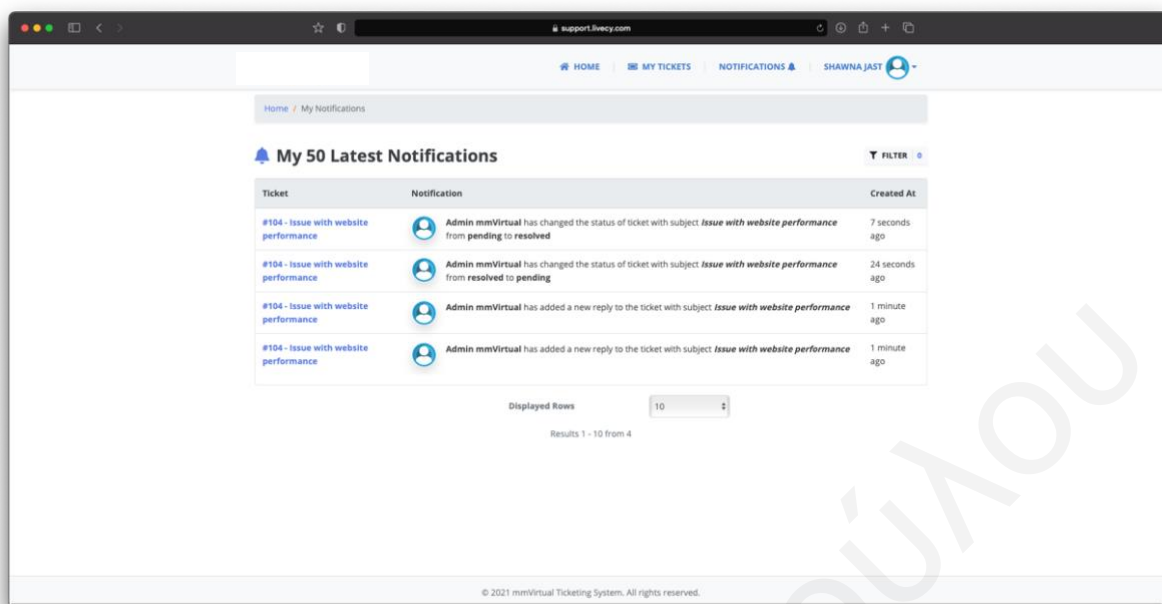 support.livecy.com
HOME MY TICKETS NOTIFICATIONS SHAWNA JAST
Home / My Notifications
My 50 Latest Notifications
FILTER 0
Ticket Notification Created At
#104 - Issue with website performance
Admin mmVirtual has changed the status of ticket with subject Issue with website performance
from pending to resolved
7 seconds ago
#104 - Issue with website performance
Admin mmVirtual has changed the status of ticket with subject Issue with website performance
from resolved to pending
24 seconds ago
#104 - Issue with website performance
Admin mmVirtual has added a new reply to the ticket with subject Issue with website performance
1 minute ago
#104 - Issue with website performance
Admin mmVirtual has added a new reply to the ticket with subject Issue with website performance
1 minute ago
Displayed Rows 10
Results 1 - 10 from 4
© 2021 mmVirtual Ticketing System. All rights reserved.